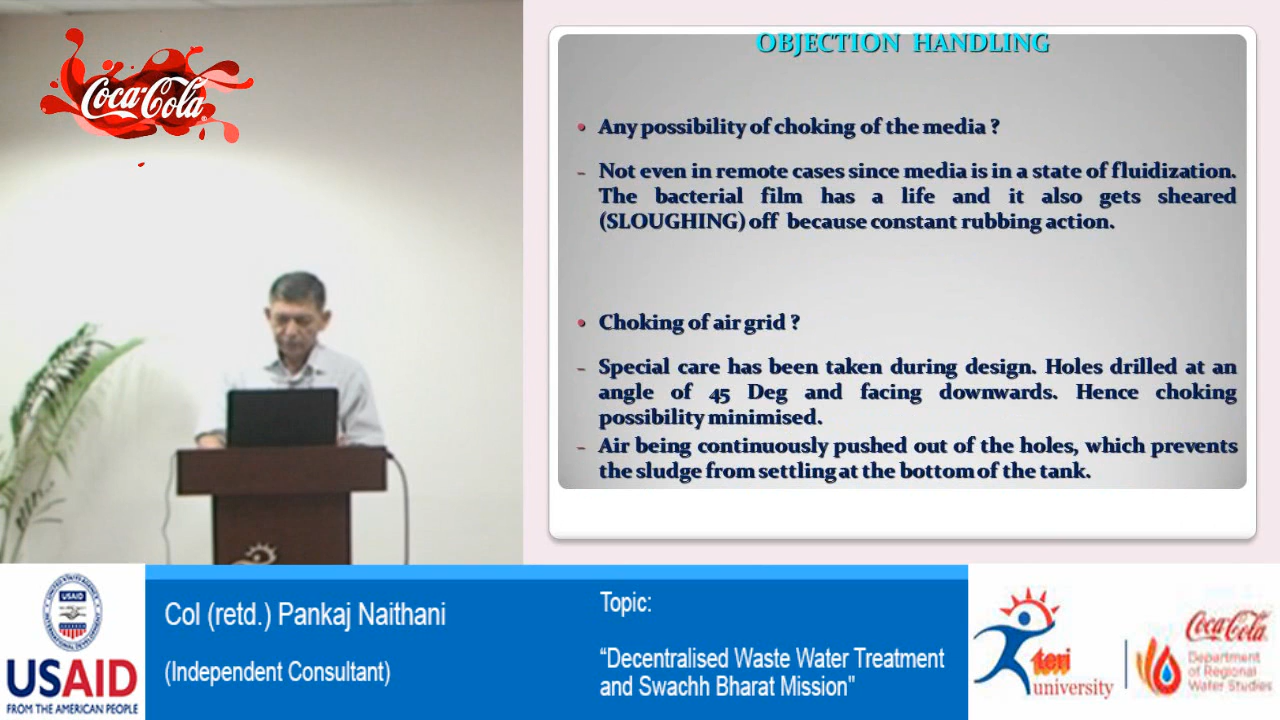 Coca-Cola
OBJECTION HANDLING
• Any possibility of choking of the media ?
- Not even in remote cases since media is in a state of fluidization.
The bacterial film has a life and it also gets sheared
(SLOUGHING) off because constant rubbing action.
• Choking of air grid ?
- Special care has been taken during design. Holes drilled at an
angle of 45 Deg and facing downwards. Hence choking
possibility minimised.
- Air being continuously pushed out of the holes, which prevents
the sludge from settling at the bottom of the tank.
USAID
USAID
FROM THE AMERICAN PEOPLE
Col (retd.) Pankaj Naithani
(Independent Consultant)
Topic:
“Decentralised Waste Water Treatment
and Swachh Bharat Mission"
teri
university
Coca-Cola
Department
of Regional
Water Studies